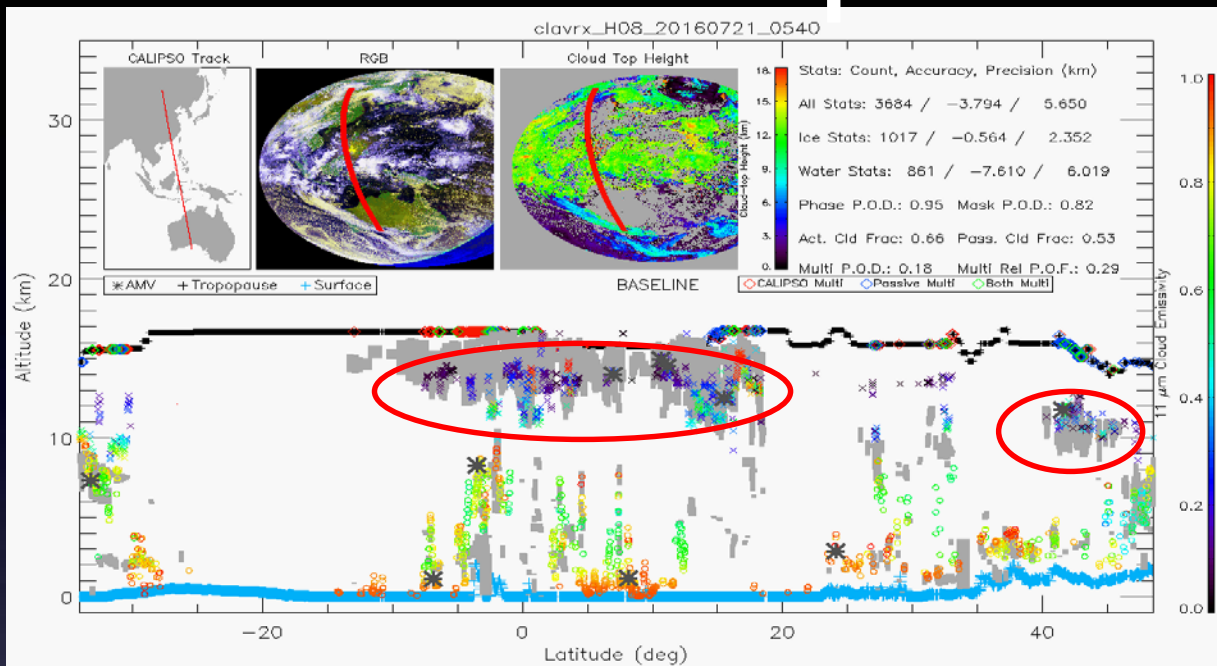 clavrx_H08_20160721_0540
CALIPSO Track
RGB
Cloud Top Height
Stats: Count, Accuracy, Precision (km)
All Stats: 3684 / -3.794 / 5.650
Ice Stats: 1017 / -0.564 / 2.352
Water Stats: 861 / -7.610 / 6.019
Phase P.O.D.: 0.95 Mask P.O.D.: 0.82
Act. Cld Frac: 0.66 Pass. Cld Frac: 0.53
Multi P.O.D.: 0.18 Multi Rel P.O.F.: 0.29
18.
15.
12.
9.
6.
3.
0.
Cloud-top Height (km)
AMV Tropopause Surface
BASELINE
CALIPSO Multi Passive Multi Both Multi
30
20
10
0
Altitude (km)
-20
0
20
40
Latitude (deg)
1.0
0.8
0.6
0.4
0.2
0.0
11 μm Cloud Emissivity